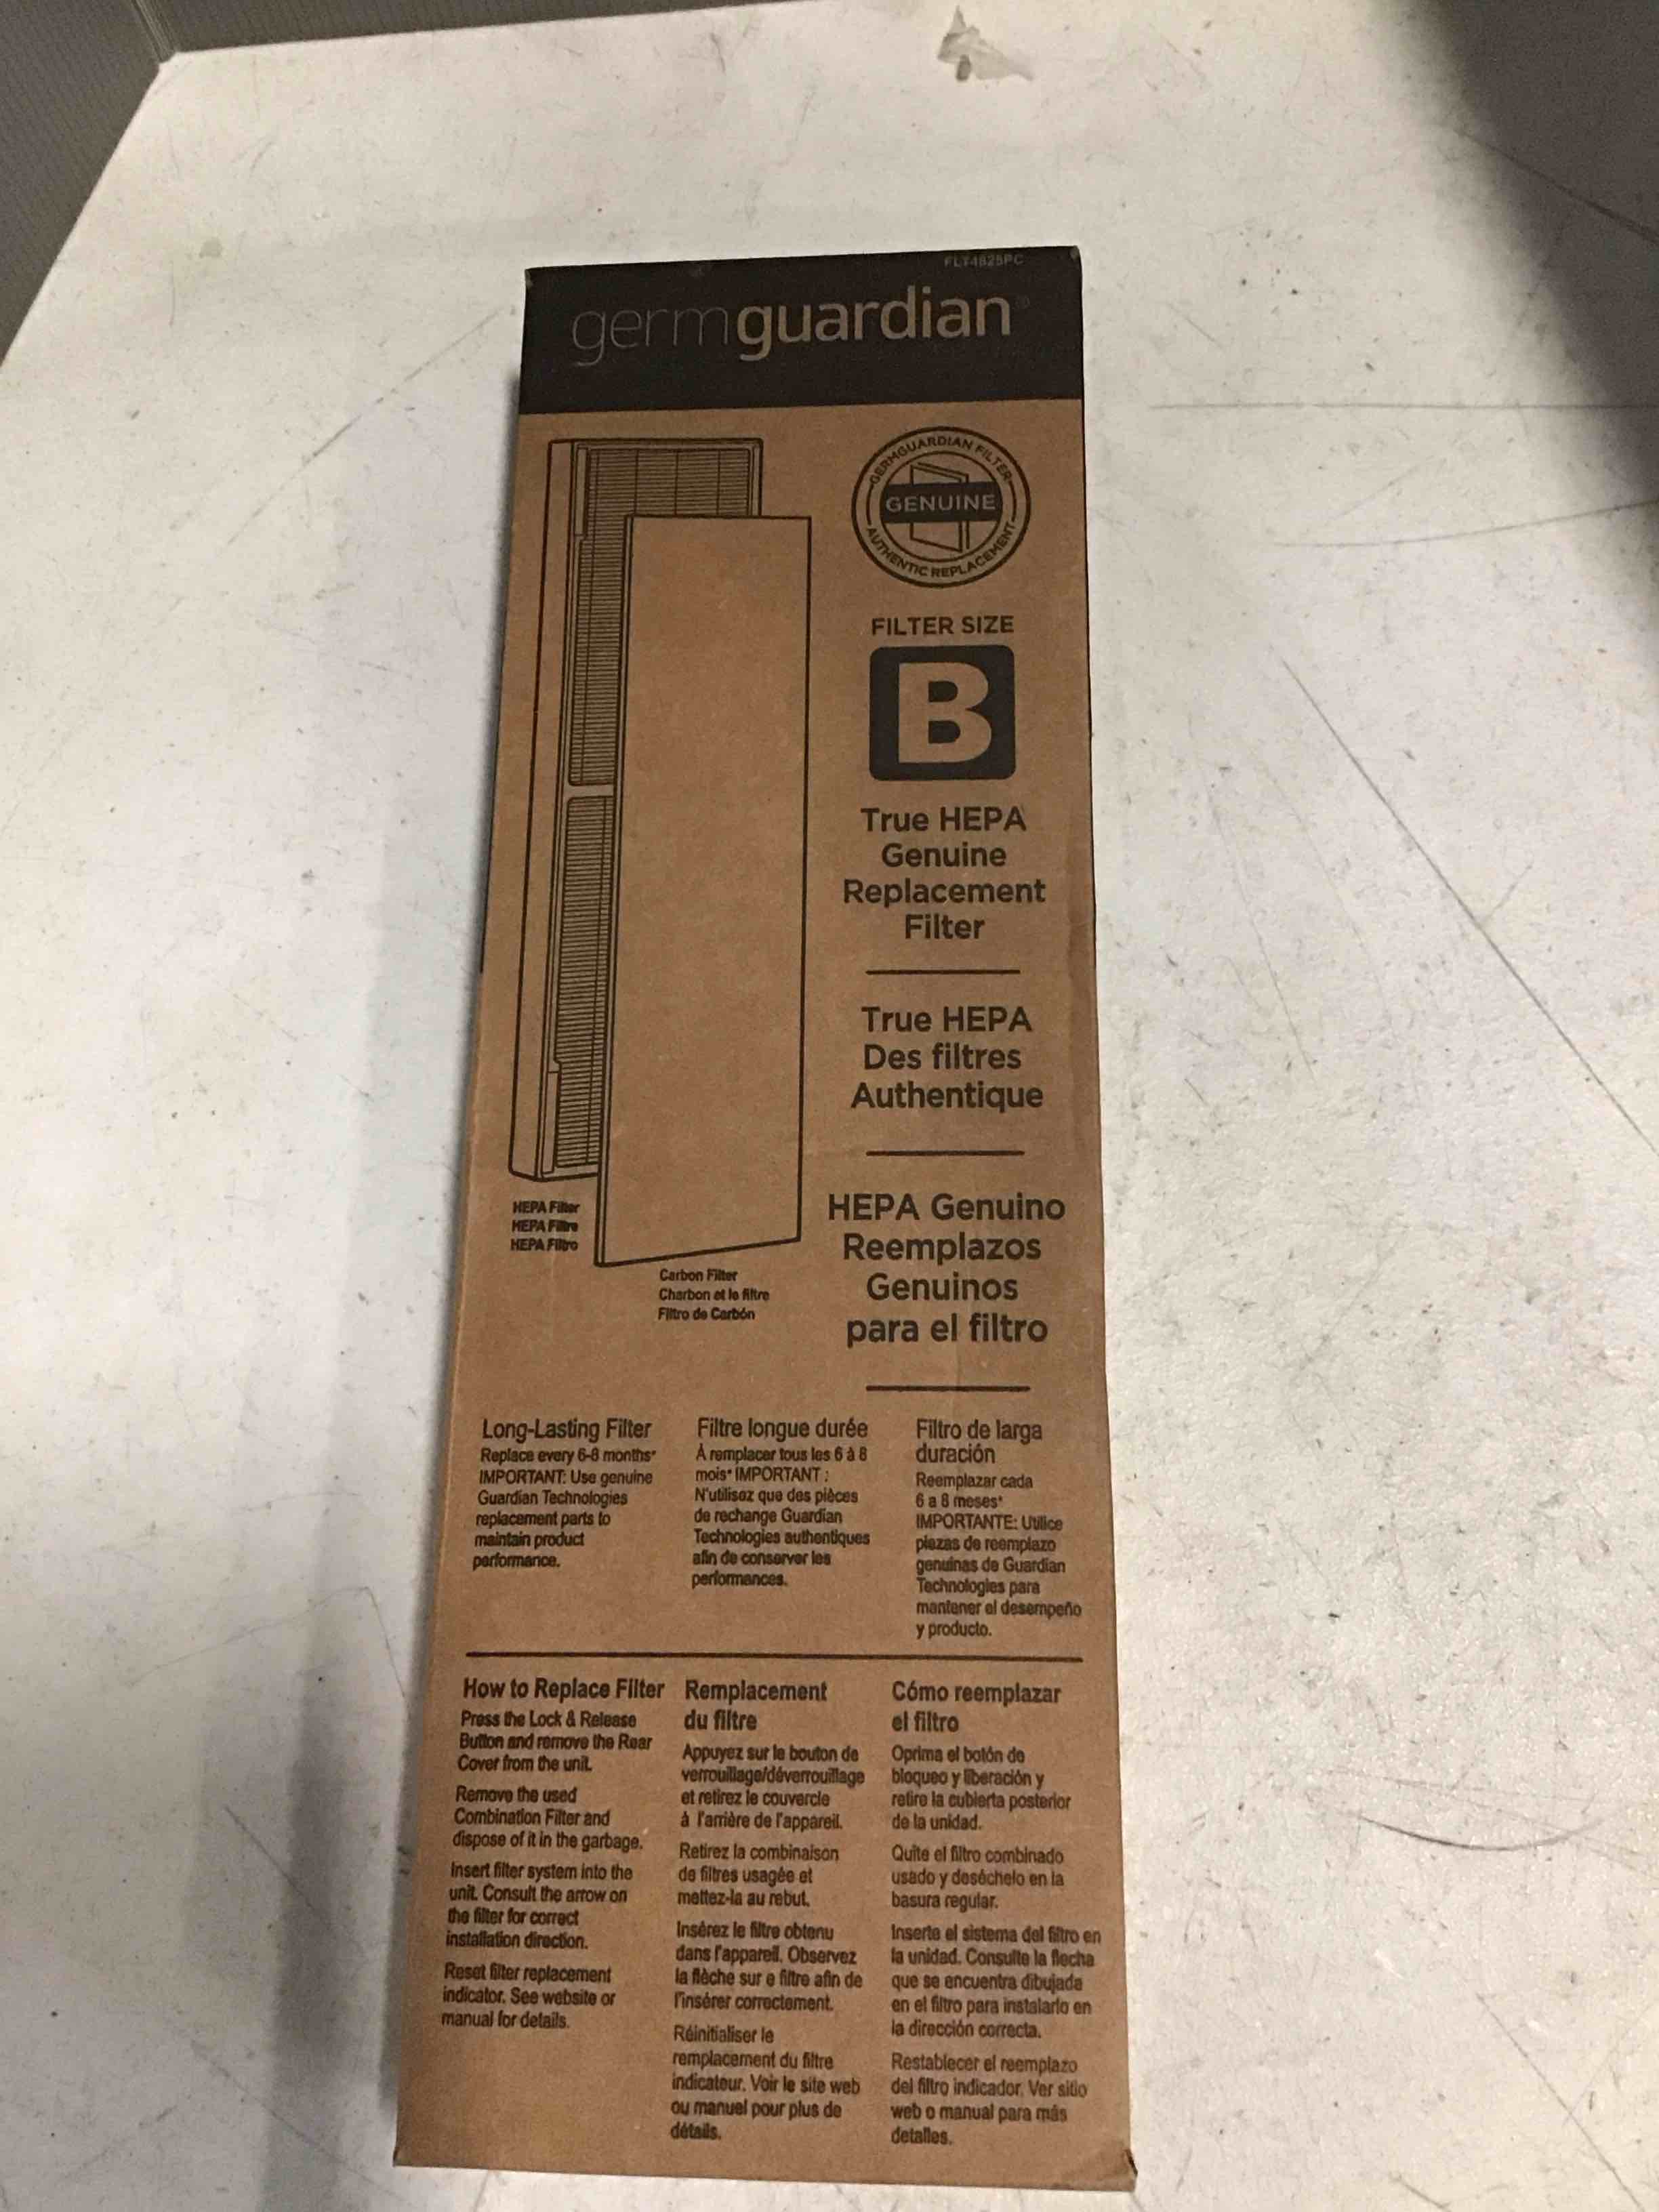 FLT4825PC
germguardian®
GERMGUARDIAN FILTER
GENUINE
AUTHENTIC REPLACEMENT
FILTER SIZE
B
True HEPA
Genuine
Replacement
Filter
True HEPA
Des filtres
Authentique
HEPA Genuino
Reemplazos
Genuinos
para el filtro
HEPA Filter
HEPA Filtre
HEPA Filtro
Carbon Filter
Charbon et le filtre
Filtro de Carbón
Long-Lasting Filter
Replace every 6-8 months*
IMPORTANT: Use genuine
Guardian Technologies
replacement parts to
maintain product
performance.
Filtre longue durée
À remplacer tous les 6 à 8
mois* IMPORTANT :
N'utilisez que des pièces
de rechange Guardian
Technologies authentiques
afin de conserver les
performances.
Filtro de larga
duración
Reemplazar cada
6 a 8 meses*
IMPORTANTE: Utilice
piezas de reemplazo
genuinas de Guardian
Technologies para
mantener el desempeño
y producto.
How to Replace Filter
Press the Lock & Release
Button and remove the Rear
Cover from the unit.
Remove the used
Combination Filter and
dispose of it in the garbage.
Insert filter system into the
unit. Consult the arrow on
the filter for correct
installation direction.
Reset filter replacement
indicator. See website or
manual for details.
Remplacement
du filtre
Appuyez sur le bouton de
verrouillage/déverrouillage
et retirez le couvercle
à l'arrière de l'appareil.
Retirez la combinaison
de filtres usagée et
mettez-la au rebut.
Insérez le filtre obtenu
dans l'appareil. Observez
la flèche sur e filtre afin de
l'insérer correctement.
Réinitialiser le
remplacement du filtre
indicateur. Voir le site web
ou manuel pour plus de
détails.
Cómo reemplazar
el filtro
Oprima el botón de
bloqueo y liberación y
retire la cubierta posterior
de la unidad.
Quite el filtro combinado
usado y deséchelo en la
basura regular.
Inserte el sistema del filtro en
la unidad. Consulte la flecha
que se encuentra dibujada
en el filtro para instalarlo en
la dirección correcta.
Restablecer el reemplazo
del filtro indicador. Ver sitio
web o manual para más
detalles.